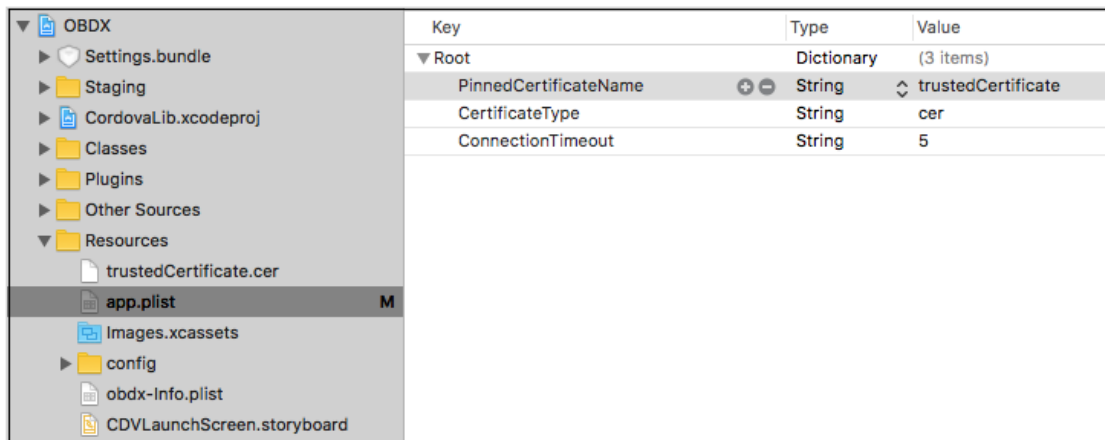 OBDX
Settings.bundle
Staging
CordovaLib.xcodeproj
Classes
Plugins
Other Sources
Resources
trustedCertificate.cer
app.plist M
Images.xcassets
config
obdx-Info.plist
CDVLaunchScreen.storyboard
Key Type Value
Root Dictionary (3 items)
PinnedCertificateName String trustedCertificate
CertificateType String cer
ConnectionTimeout String 5